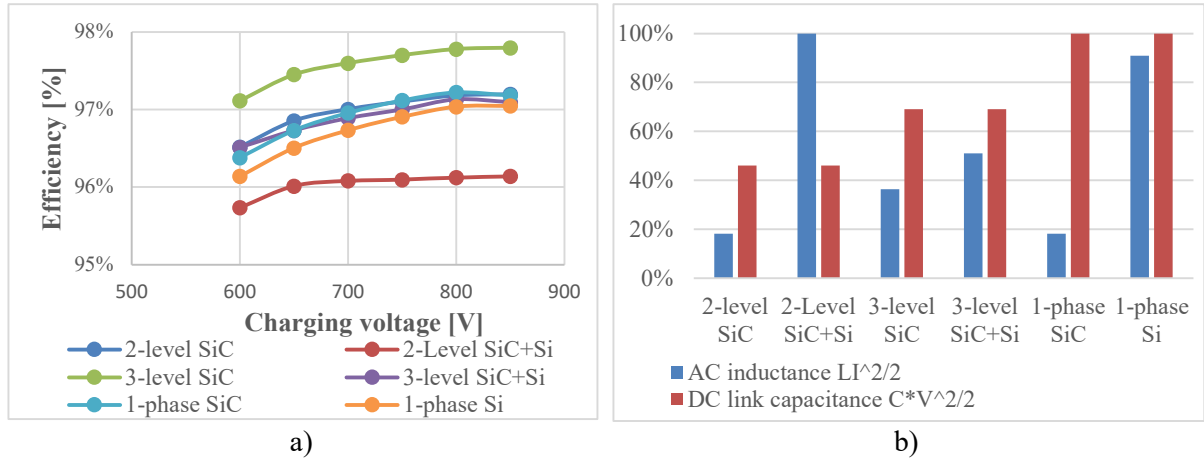 98%
97%
96%
95%
Efficiency [%]
500 600 700 800 900
Charging voltage [V]
2-level SiC 2-Level SiC+Si
3-level SiC 3-level SiC+Si
1-phase SiC 1-phase Si
a)
100%
80%
60%
40%
20%
0%
2-level 2-Level 3-level 3-level 1-phase 1-phase
SiC SiC+Si SiC SiC+Si SiC Si
AC inductance LI^2/2
DC link capacitance C*V^2/2
b)